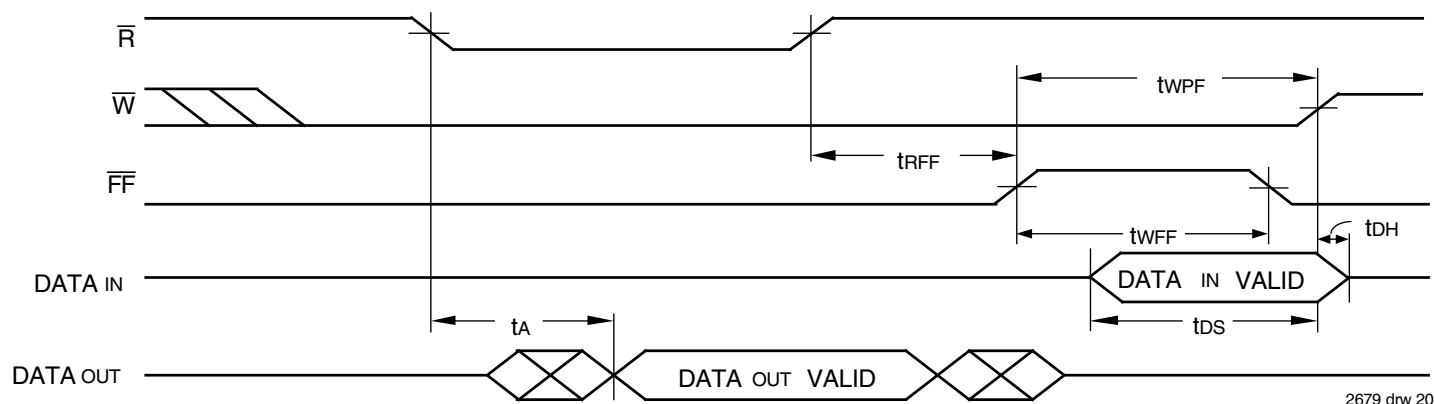 R̅
tWPF
W̅
tRFF
F̅F̅
tWFF
tDH
DATA IN
DATA IN VALID
tA
tDS
DATA OUT
DATA OUT VALID
2679 drw 20